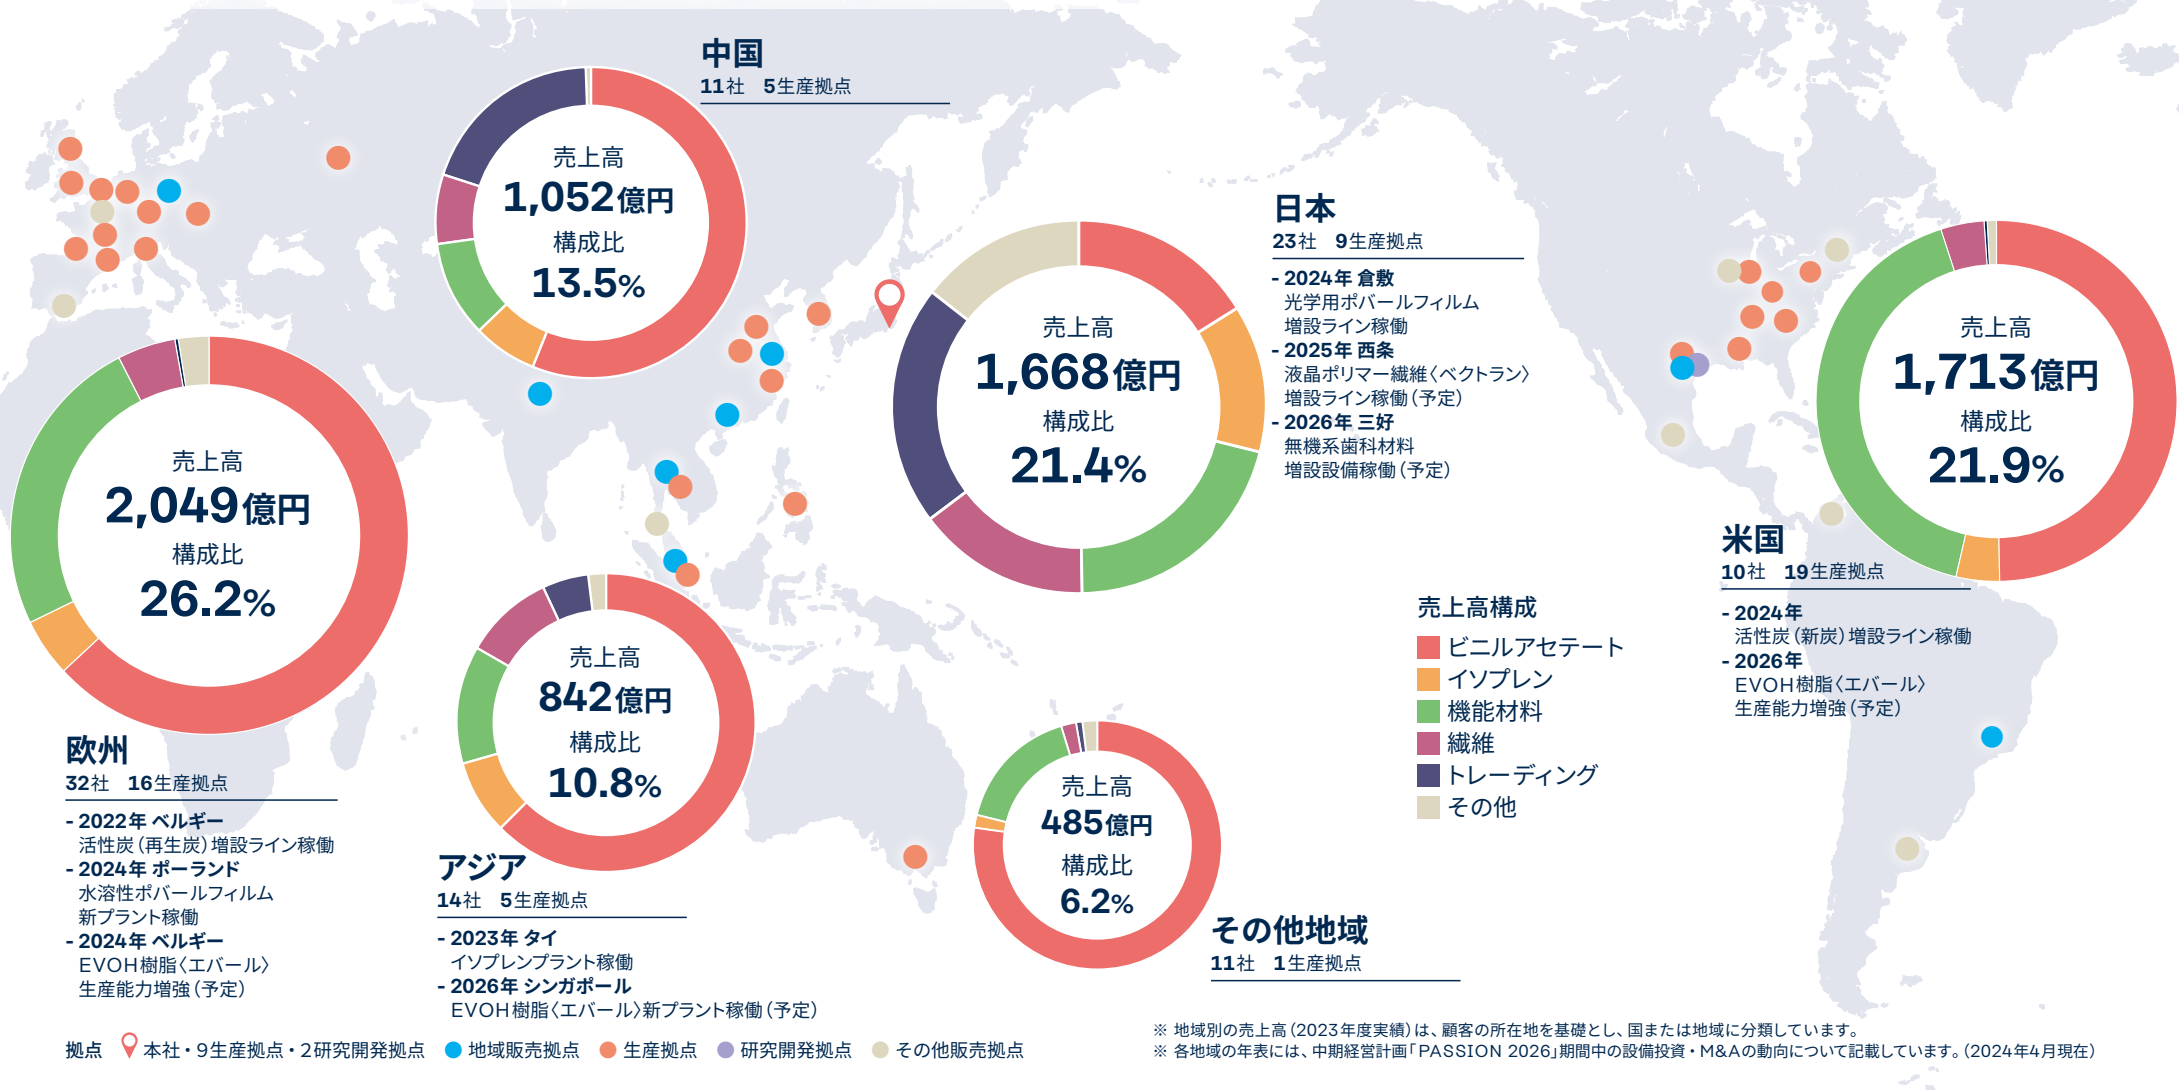 中国
11社　5生産拠点
売上高
1,052億円
構成比
13.5%
日本
23社　9生産拠点
- 2024年 倉敷
光学用ポバールフィルム
増設ライン稼働
- 2025年 西条
液晶ポリマー繊維〈ベクトラン〉
増設ライン稼働（予定）
- 2026年 三好
無機系歯科材料
増設設備稼働（予定）
売上高
1,668億円
構成比
21.4%
売上高
1,713億円
構成比
21.9%
米国
10社　19生産拠点
- 2024年
活性炭（新炭）増設ライン稼働
- 2026年
EVOH樹脂〈エバール〉
生産能力増強（予定）
売上高
2,049億円
構成比
26.2%
欧州
32社　16生産拠点
- 2022年 ベルギー
活性炭（再生炭）増設ライン稼働
- 2024年 ポーランド
水溶性ポバールフィルム
新プラント稼働
- 2024年 ベルギー
EVOH樹脂〈エバール〉
生産能力増強（予定）
売上高
842億円
構成比
10.8%
アジア
14社　5生産拠点
- 2023年 タイ
イソプレンプラント稼働
- 2026年 シンガポール
EVOH樹脂〈エバール〉新プラント稼働（予定）
売上高
485億円
構成比
6.2%
その他地域
11社　1生産拠点
売上高構成
ビニルアセテート
イソプレン
機能材料
繊維
トレーディング
その他
拠点　本社・9生産拠点・2研究開発拠点　地域販売拠点　生産拠点　研究開発拠点　その他販売拠点
※ 地域別の売上高（2023年度実績）は、顧客の所在地を基礎とし、国または地域に分類しています。
※ 各地域の年表には、中期経営計画「PASSION 2026」期間中の設備投資・M&Aの動向について記載しています。（2024年4月現在）